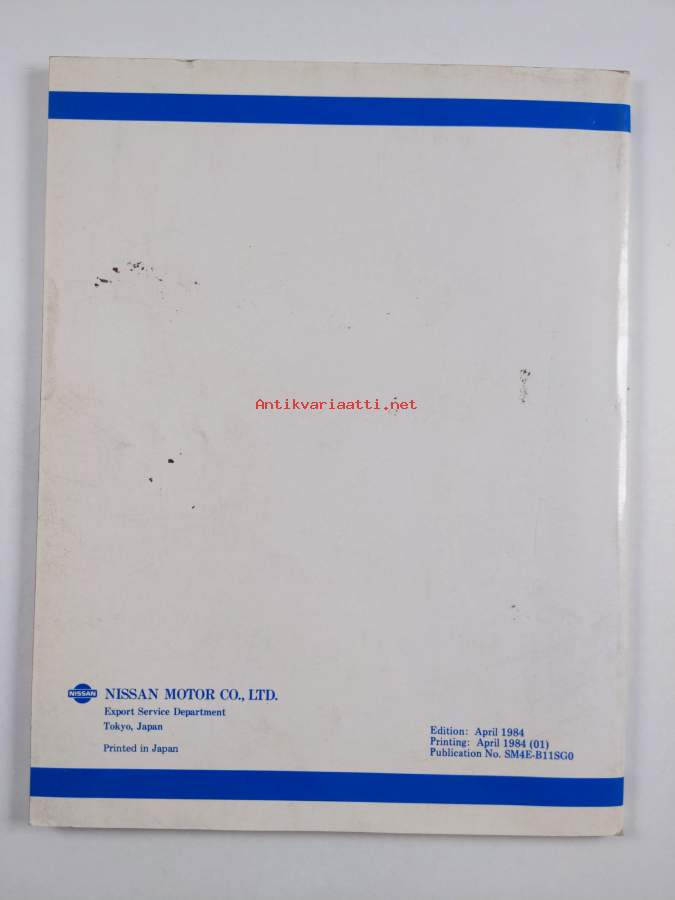 Antikvariaatti.net
NISSAN
NISSAN MOTOR CO., LTD.
Export Service Department
Tokyo, Japan
Printed in Japan
Edition: April 1984
Printing: April 1984 (01)
Publication No. SM4E-B11SG0